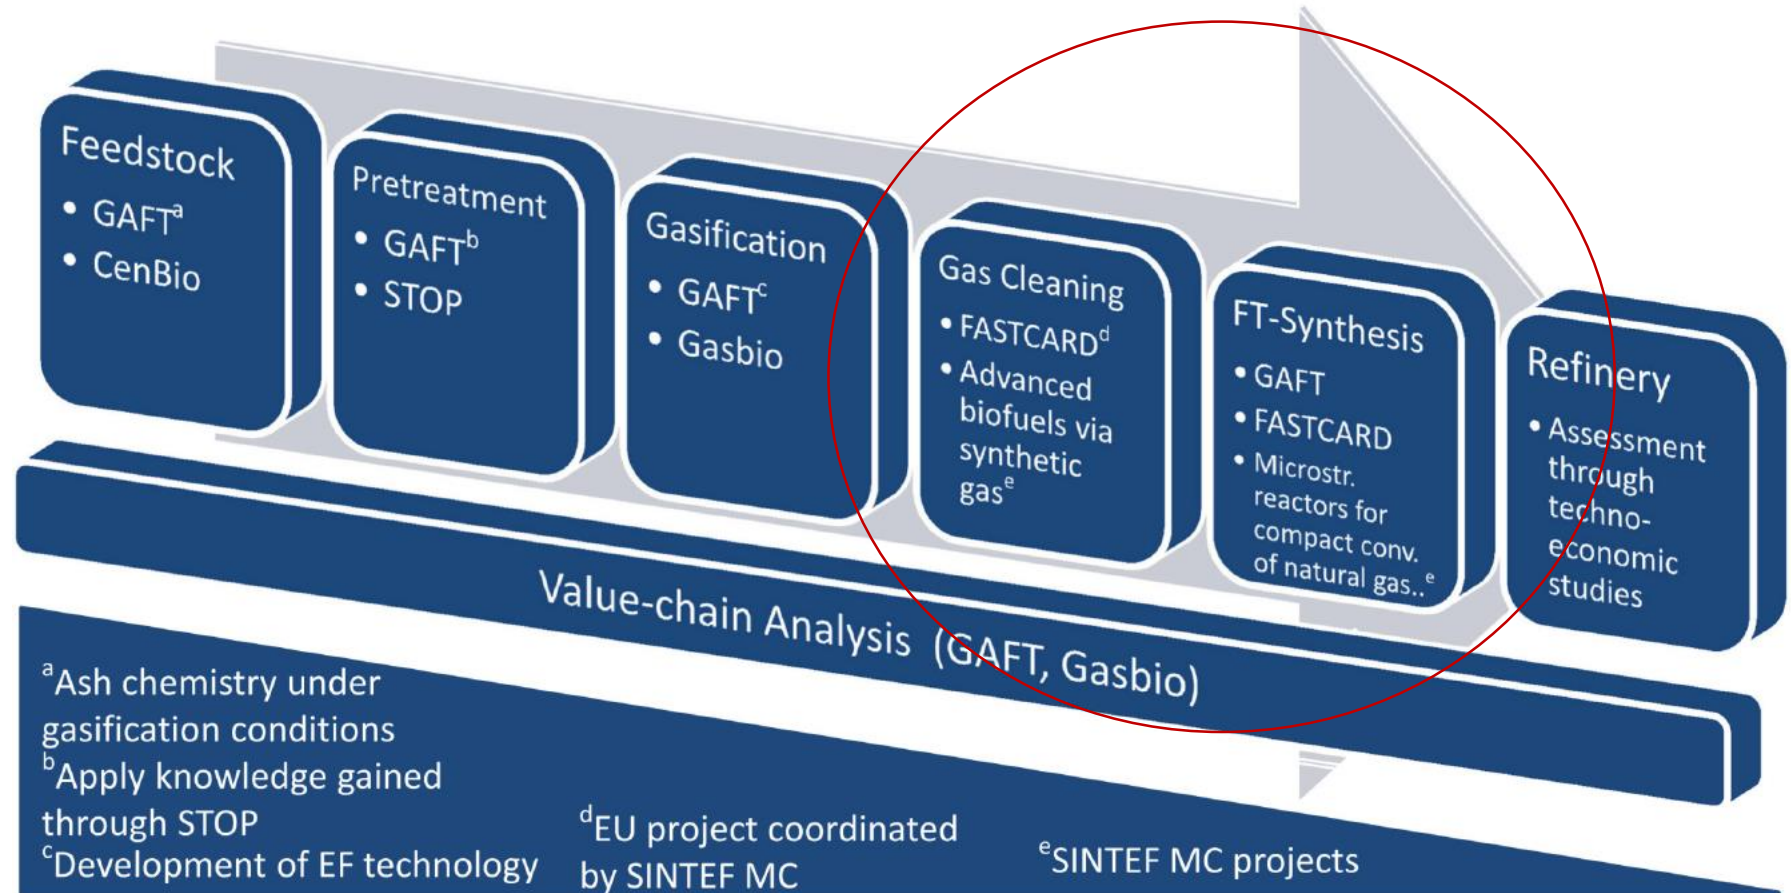 Feedstock
• GAFTᵃ
• CenBio
Pretreatment
• GAFTᵇ
• STOP
Gasification
• GAFTᶜ
• Gasbio
Gas Cleaning
• FASTCARDᵈ
• Advanced
biofuels via
synthetic
gasᵉ
FT-Synthesis
• GAFT
• FASTCARD
• Microstr.
reactors for
compact conv.
of natural gas.. ᵉ
Refinery
• Assessment
through
techno-
economic
studies
Value-chain Analysis (GAFT, Gasbio)
ᵃAsh chemistry under
gasification conditions
ᵇApply knowledge gained
through STOP
ᶜDevelopment of EF technology
ᵈEU project coordinated
by SINTEF MC
ᵉSINTEF MC projects